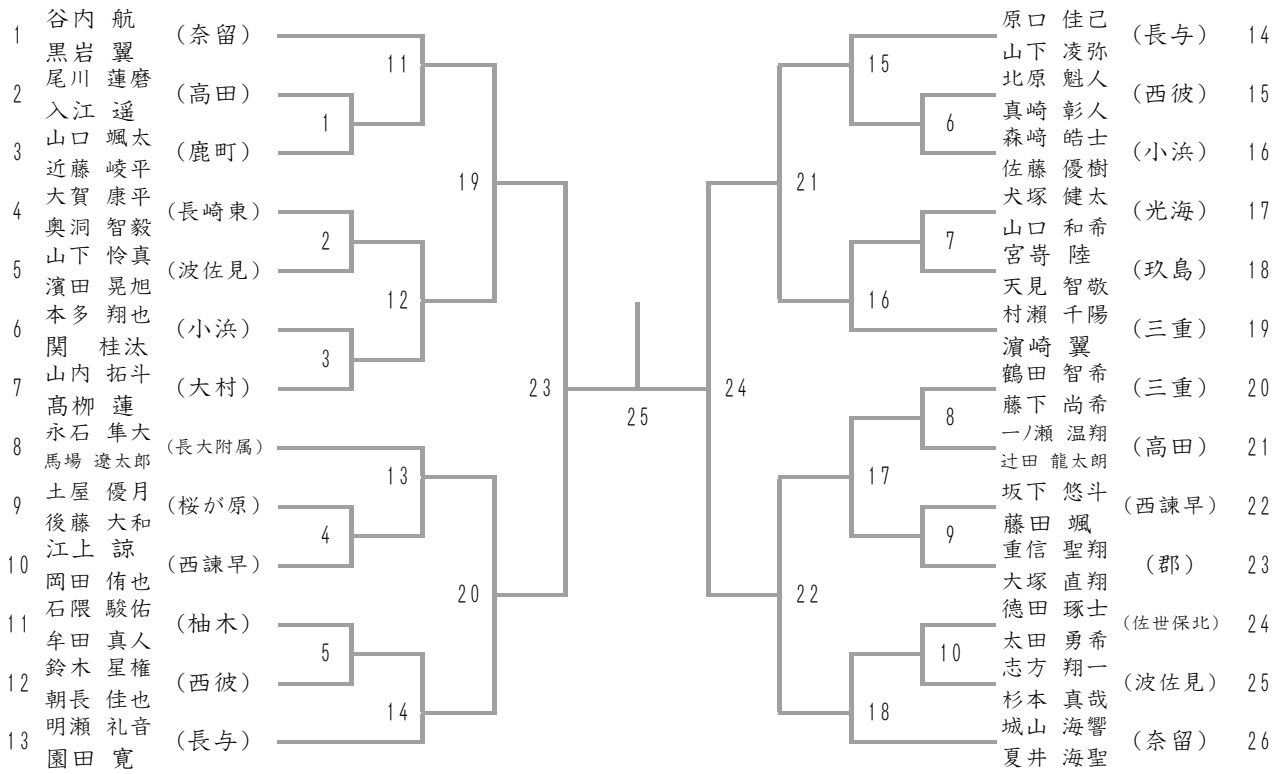 谷内 航
1 (奈留)
黒岩 翼
尾川 蓮磨
2 (高田)
入江 遥
山口 颯太
3 (鹿町)
近藤 崚平
大賀 康平
4 (長崎東)
奥洞 智毅
山下 怜真
5 (波佐見)
濱田 晃旭
本多 翔也
6 (小浜)
関 桂汰
山内 拓斗
7 (大村)
髙栁 蓮
永石 隼大
8 (長大附属)
馬場 遼太郎
土屋 優月
9 (桜が原)
後藤 大和
江上 諒
10 (西諫早)
岡田 侑也
石隈 駿佑
11 (柚木)
牟田 真人
鈴木 星権
12 (西彼)
朝長 佳也
明瀬 礼音
13 (長与)
園田 寛
1
2
3
4
5
11
12
13
14
19
20
23
25
24
21
22
15
16
17
18
6
7
8
9
10
原口 佳己
(長与) 14
山下 凌弥
北原 魁人
(西彼) 15
真崎 彰人
森﨑 皓士
(小浜) 16
佐藤 優樹
犬塚 健太
(光海) 17
山口 和希
宮嵜 陸
(玖島) 18
天見 智敬
村瀬 千陽
(三重) 19
濵崎 翼
鶴田 智希
(三重) 20
藤下 尚希
一ノ瀬 温翔
(高田) 21
辻田 龍太朗
坂下 悠斗
(西諫早) 22
藤田 颯
重信 聖翔
(郡) 23
大塚 直翔
德田 琢士
(佐世保北) 24
太田 勇希
志方 翔一
(波佐見) 25
杉本 真哉
城山 海響
(奈留) 26
夏井 海聖